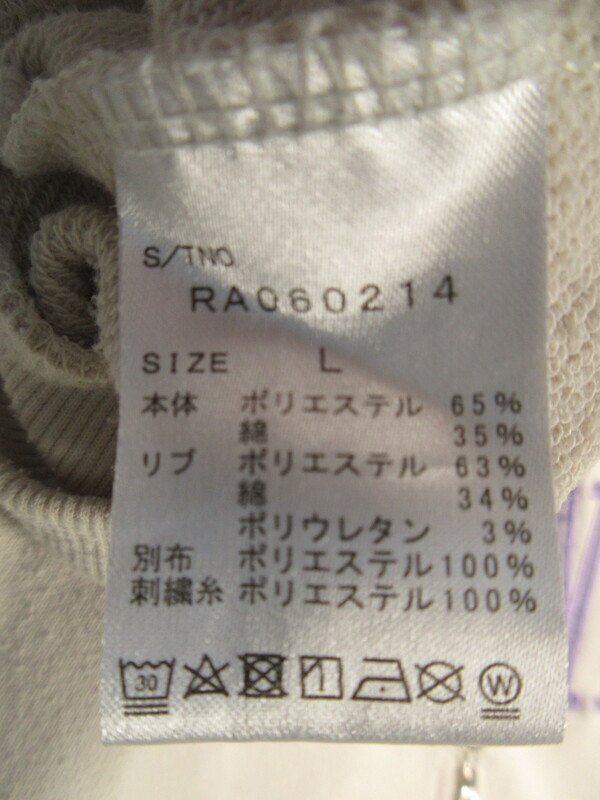 S/TNO
RA060214
SIZE L
本体 ポリエステル 65%
綿 35%
リブ ポリエステル 63%
綿 34%
ポリウレタン 3%
別布 ポリエステル 100%
刺繍糸 ポリエステル 100%
30 W